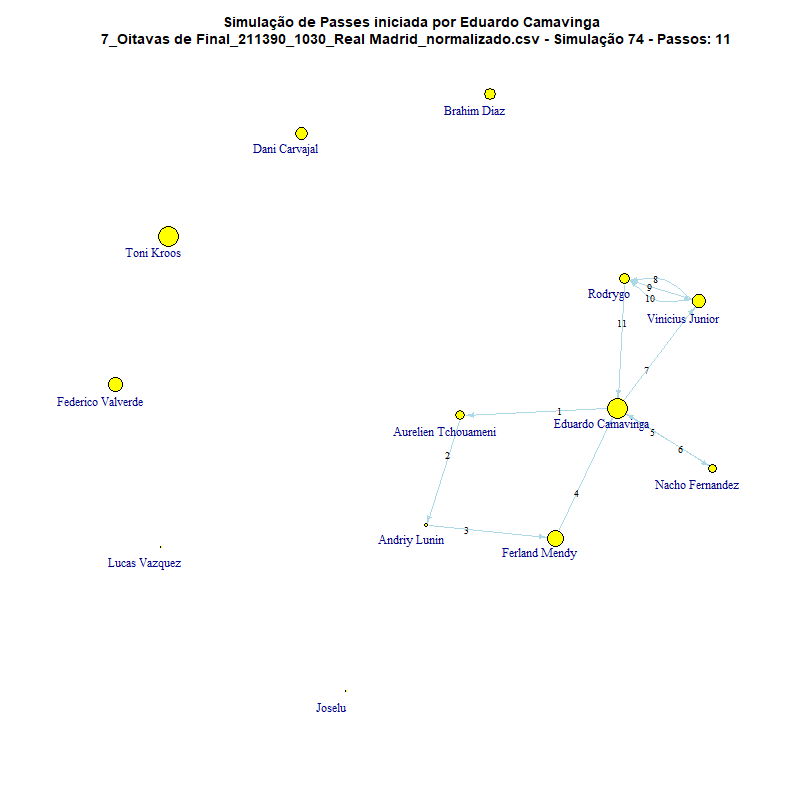 Simulação de Passes iniciada por Eduardo Camavinga
7_Oitavas de Final_211390_1030_Real Madrid_normalizado.csv - Simulação 74 - Passos: 11
Brahim Diaz
Dani Carvajal
Toni Kroos
8
9
Rodrygo
10
Vinicius Junior
11
7
Federico Valverde
1
Eduardo Camavinga
Aurelien Tchouameni
5
2
6
Nacho Fernandez
4
3
Andriy Lunin
Ferland Mendy
Lucas Vazquez
Joselu